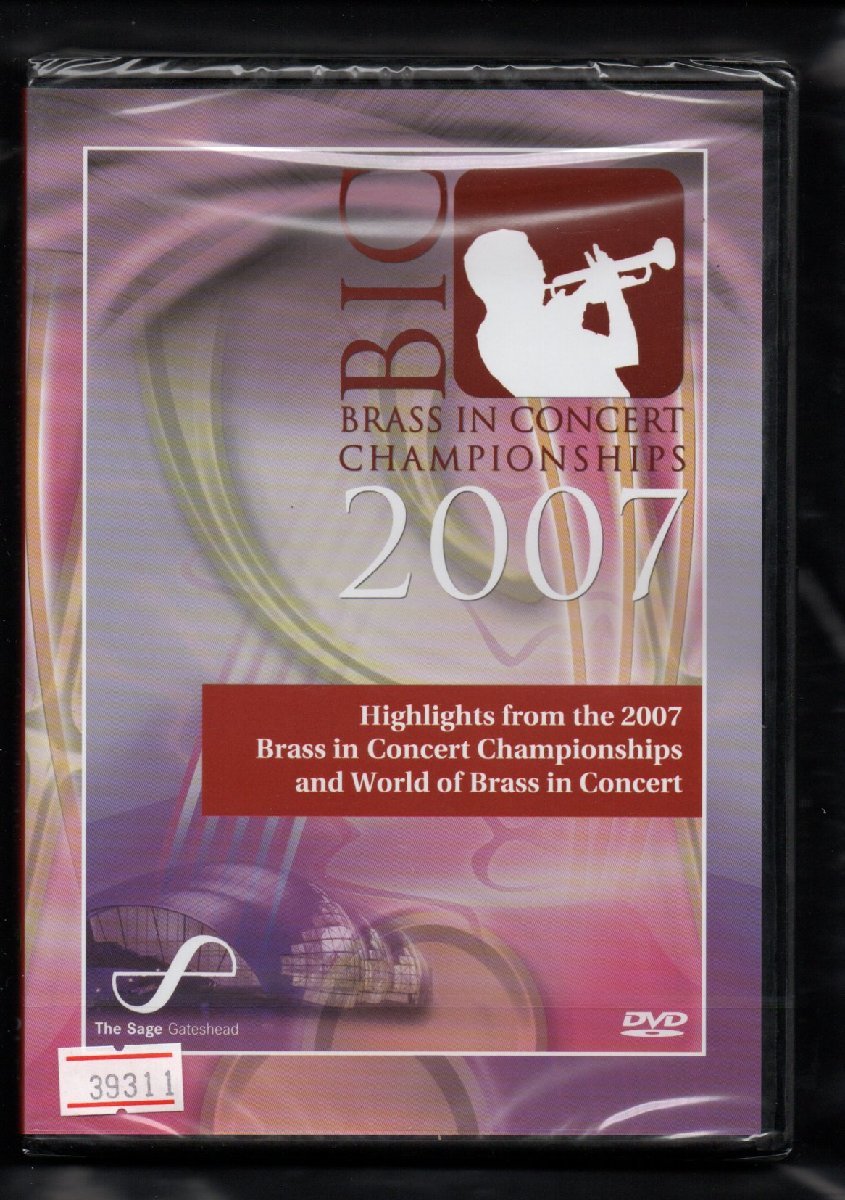 BIC
BRASS IN CONCERT
CHAMPIONSHIPS
2007
Highlights from the 2007
Brass in Concert Championships
and World of Brass in Concert
The Sage Gateshead
DVD
39311